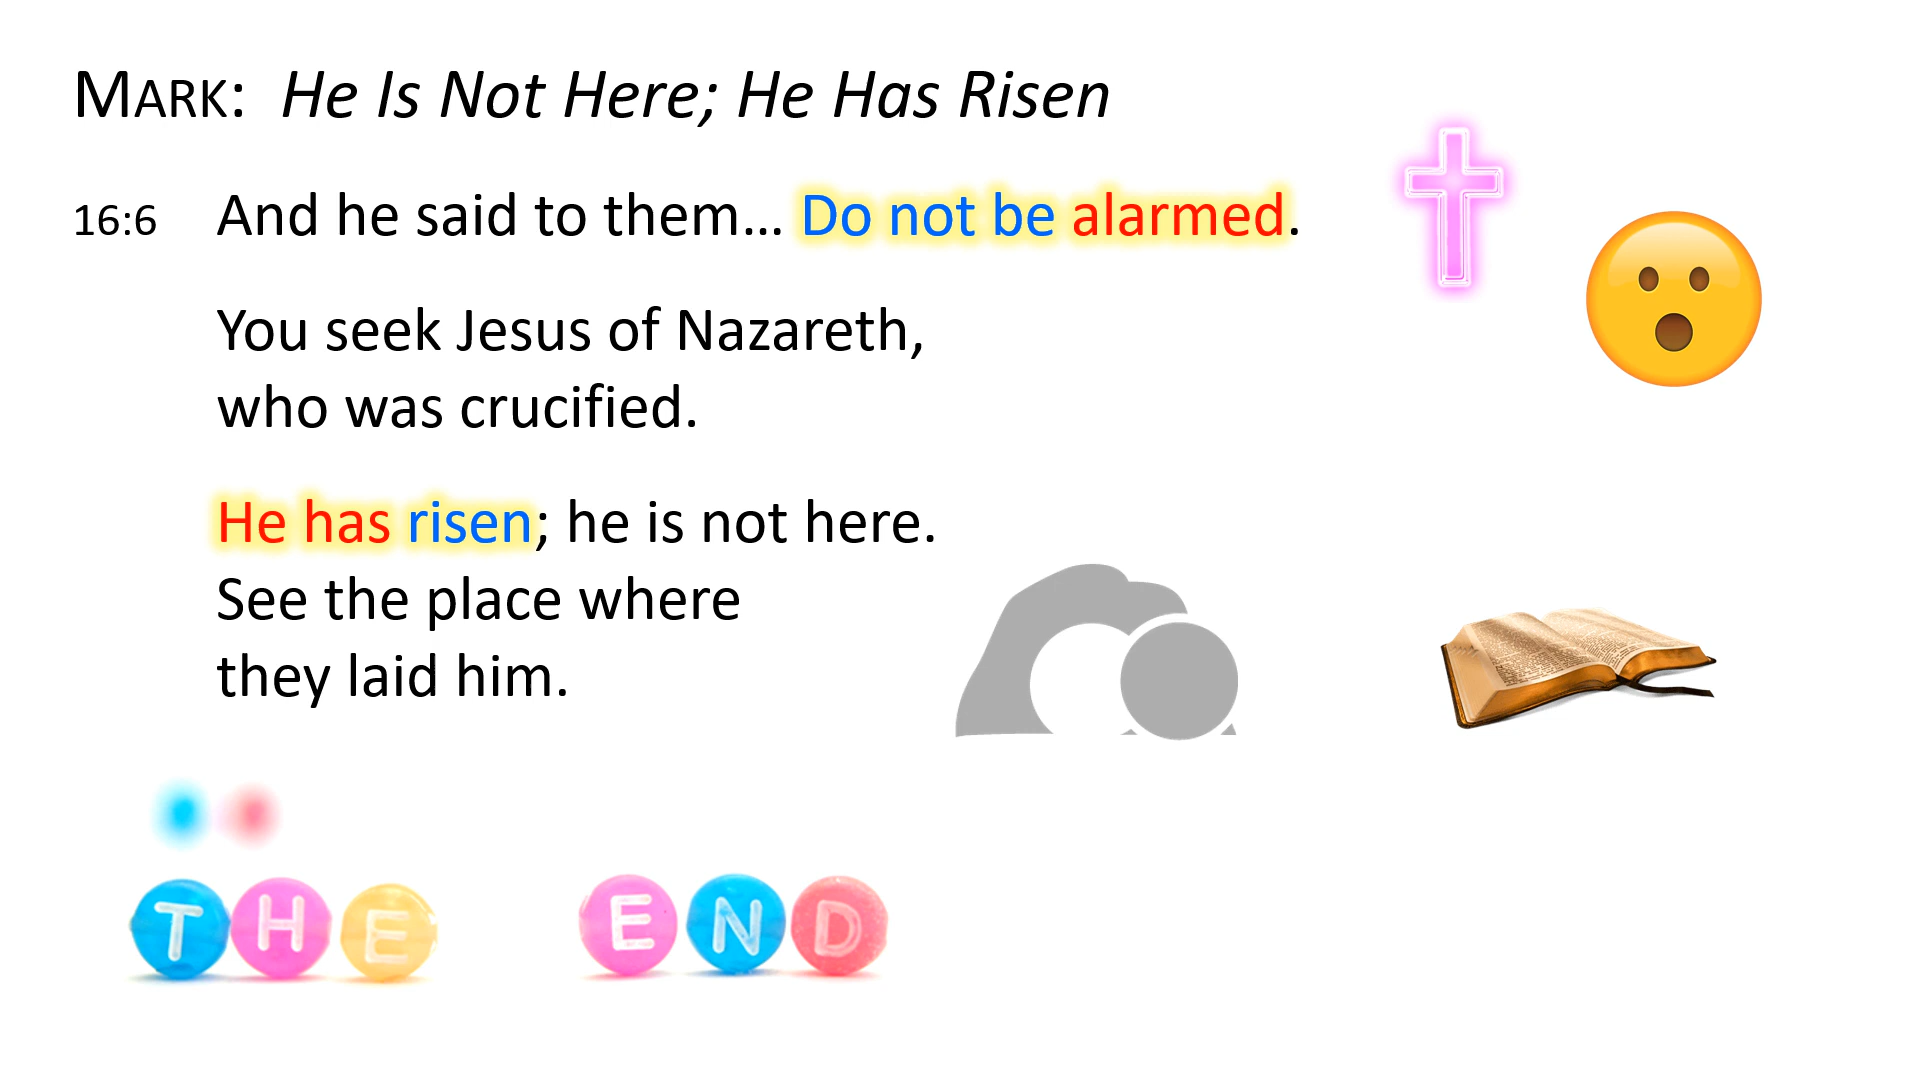 MARK: He Is Not Here; He Has Risen
16:6 And he said to them… Do not be alarmed.
You seek Jesus of Nazareth,
who was crucified.
He has risen; he is not here.
See the place where
they laid him.
THE END